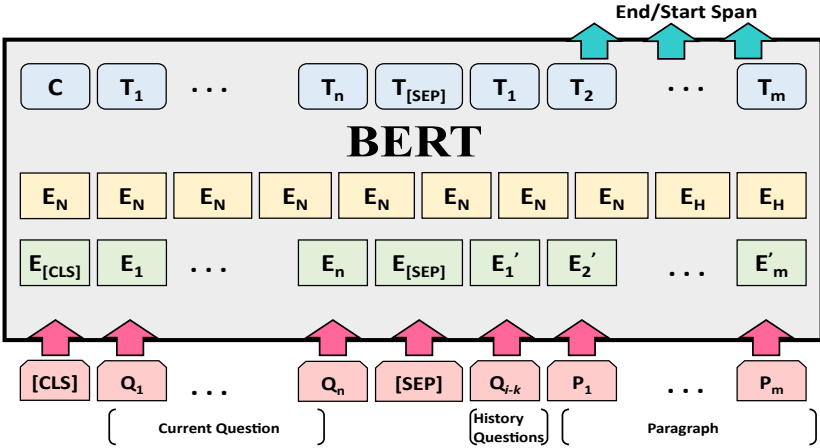 End/Start Span
C T1 ... Tn T[SEP] T1 T2 ... Tm
BERT
EN EN EN EN EN EN EN EN EH EH
E[CLS] E1 ... En E[SEP] E1′ E2′ ... E′m
[CLS] Q1 ... Qn [SEP] Qi-k P1 ... Pm
Current Question
History
Questions
Paragraph